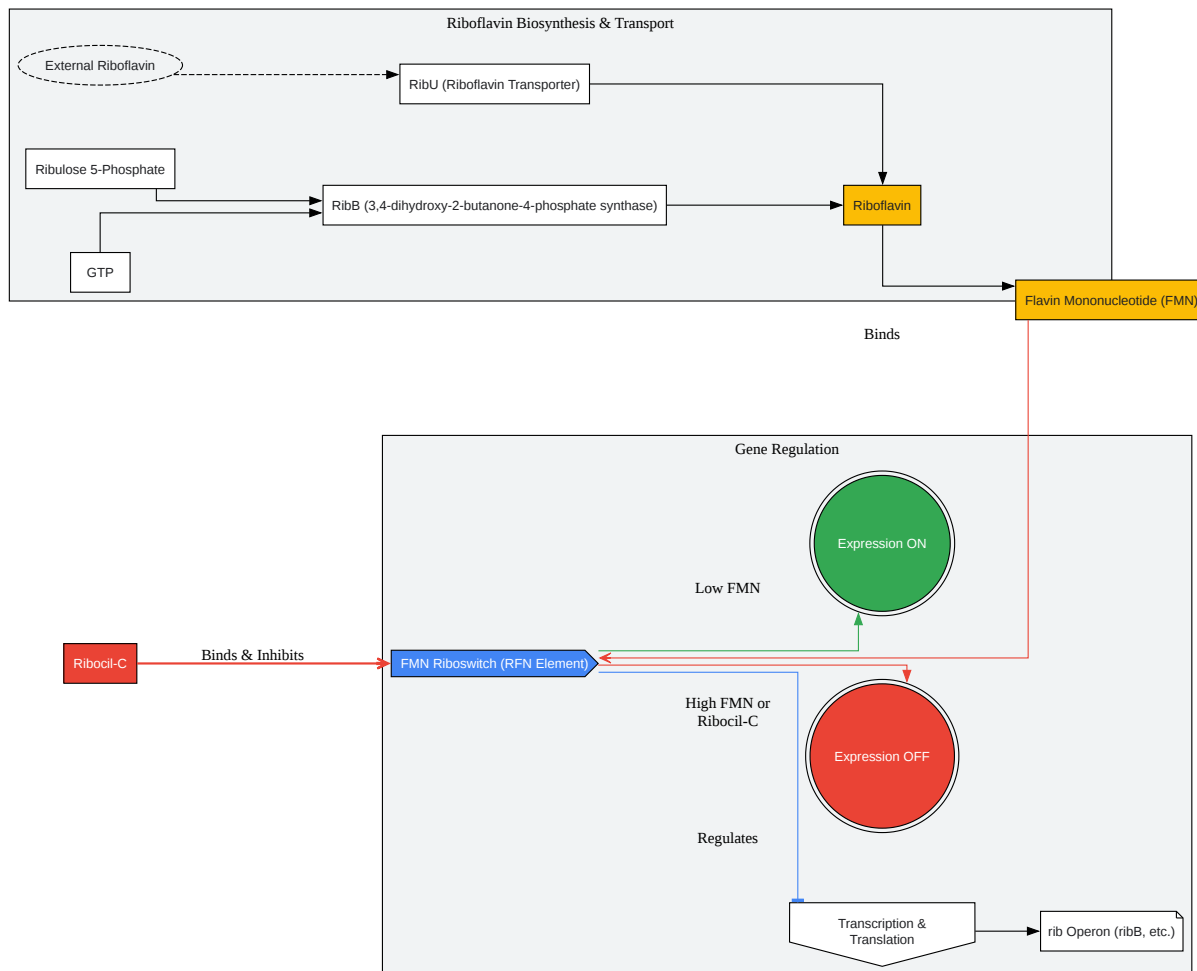 Riboflavin Biosynthesis & Transport
External Riboflavin
RibU (Riboflavin Transporter)
Ribulose 5-Phosphate
RibB (3,4-dihydroxy-2-butanone-4-phosphate synthase)
Riboflavin
GTP
Flavin Mononucleotide (FMN)
Binds
Gene Regulation
Expression ON
Low FMN
Ribocil-C
Binds & Inhibits
FMN Riboswitch (RFN Element)
High FMN or
Ribocil-C
Expression OFF
Regulates
Transcription &
Translation
rib Operon (ribB, etc.)